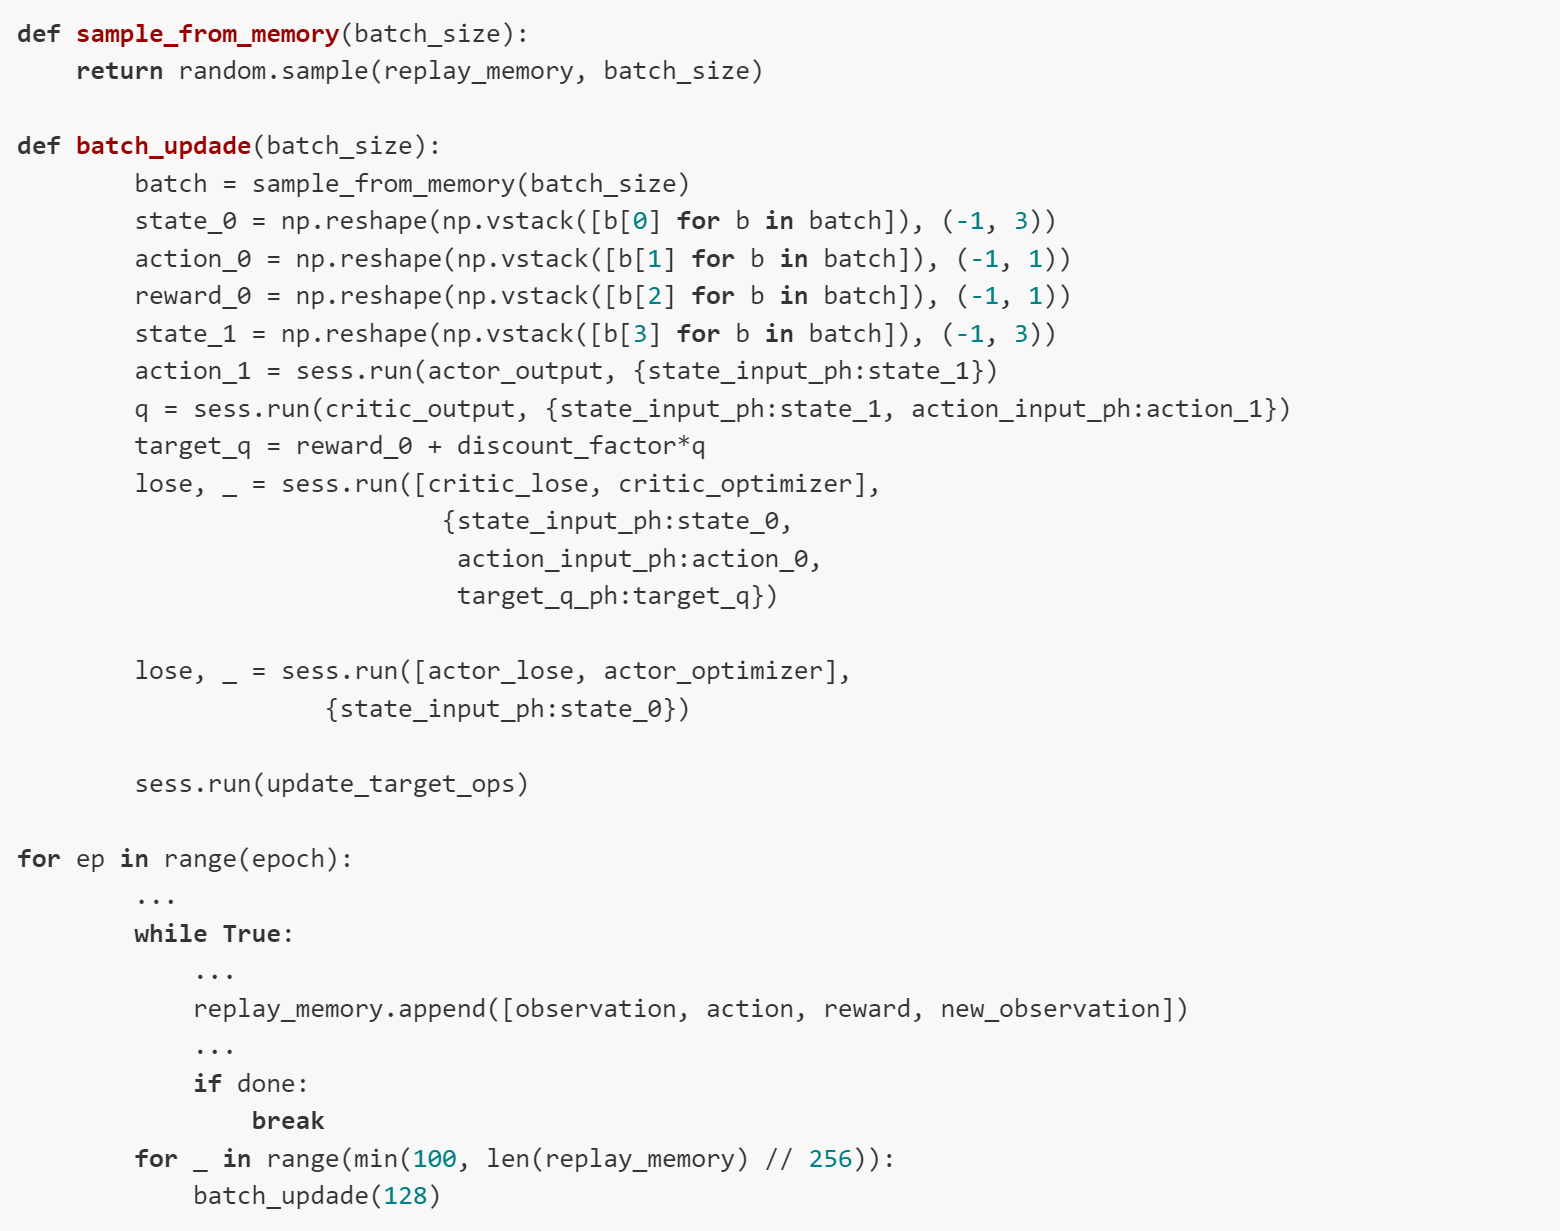 def sample_from_memory(batch_size):
    return random.sample(replay_memory, batch_size)

def batch_updade(batch_size):
        batch = sample_from_memory(batch_size)
        state_0 = np.reshape(np.vstack([b[0] for b in batch]), (-1, 3))
        action_0 = np.reshape(np.vstack([b[1] for b in batch]), (-1, 1))
        reward_0 = np.reshape(np.vstack([b[2] for b in batch]), (-1, 1))
        state_1 = np.reshape(np.vstack([b[3] for b in batch]), (-1, 3))
        action_1 = sess.run(actor_output, {state_input_ph:state_1})
        q = sess.run(critic_output, {state_input_ph:state_1, action_input_ph:action_1})
        target_q = reward_0 + discount_factor*q
        lose, _ = sess.run([critic_lose, critic_optimizer],
                             {state_input_ph:state_0,
                              action_input_ph:action_0,
                              target_q_ph:target_q})

        lose, _ = sess.run([actor_lose, actor_optimizer],
                     {state_input_ph:state_0})

        sess.run(update_target_ops)

for ep in range(epoch):
        ...
        while True:
            ...
            replay_memory.append([observation, action, reward, new_observation])
            ...
            if done:
                break
        for _ in range(min(100, len(replay_memory) // 256)):
            batch_updade(128)